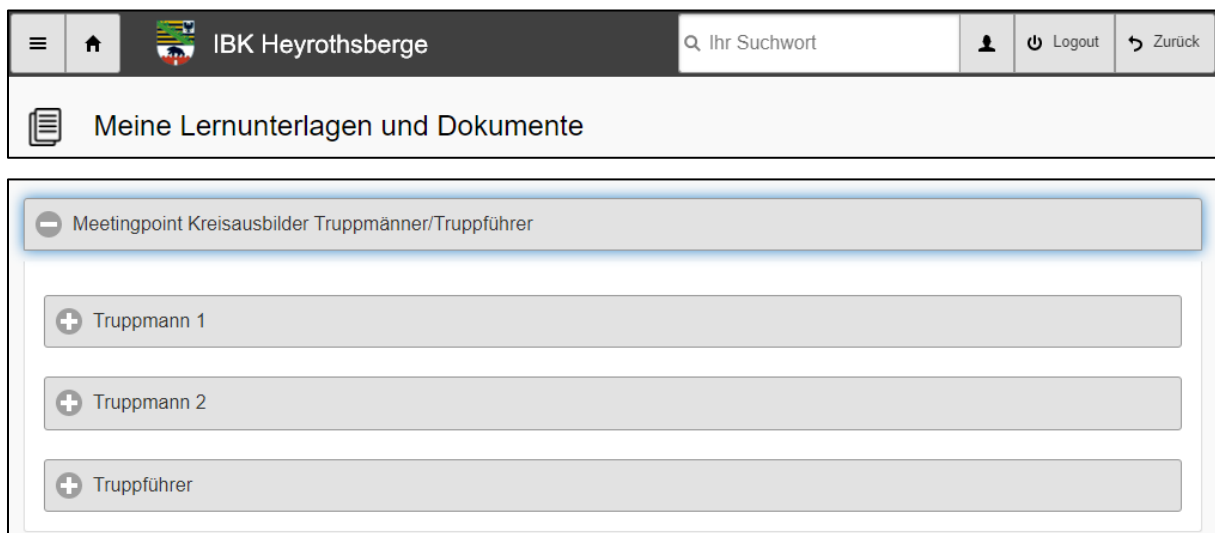 IBK Heyrothsberge
Ihr Suchwort
Logout
Zurück
Meine Lernunterlagen und Dokumente
Meetingpoint Kreisausbilder Truppmänner/Truppführer
Truppmann 1
Truppmann 2
Truppführer